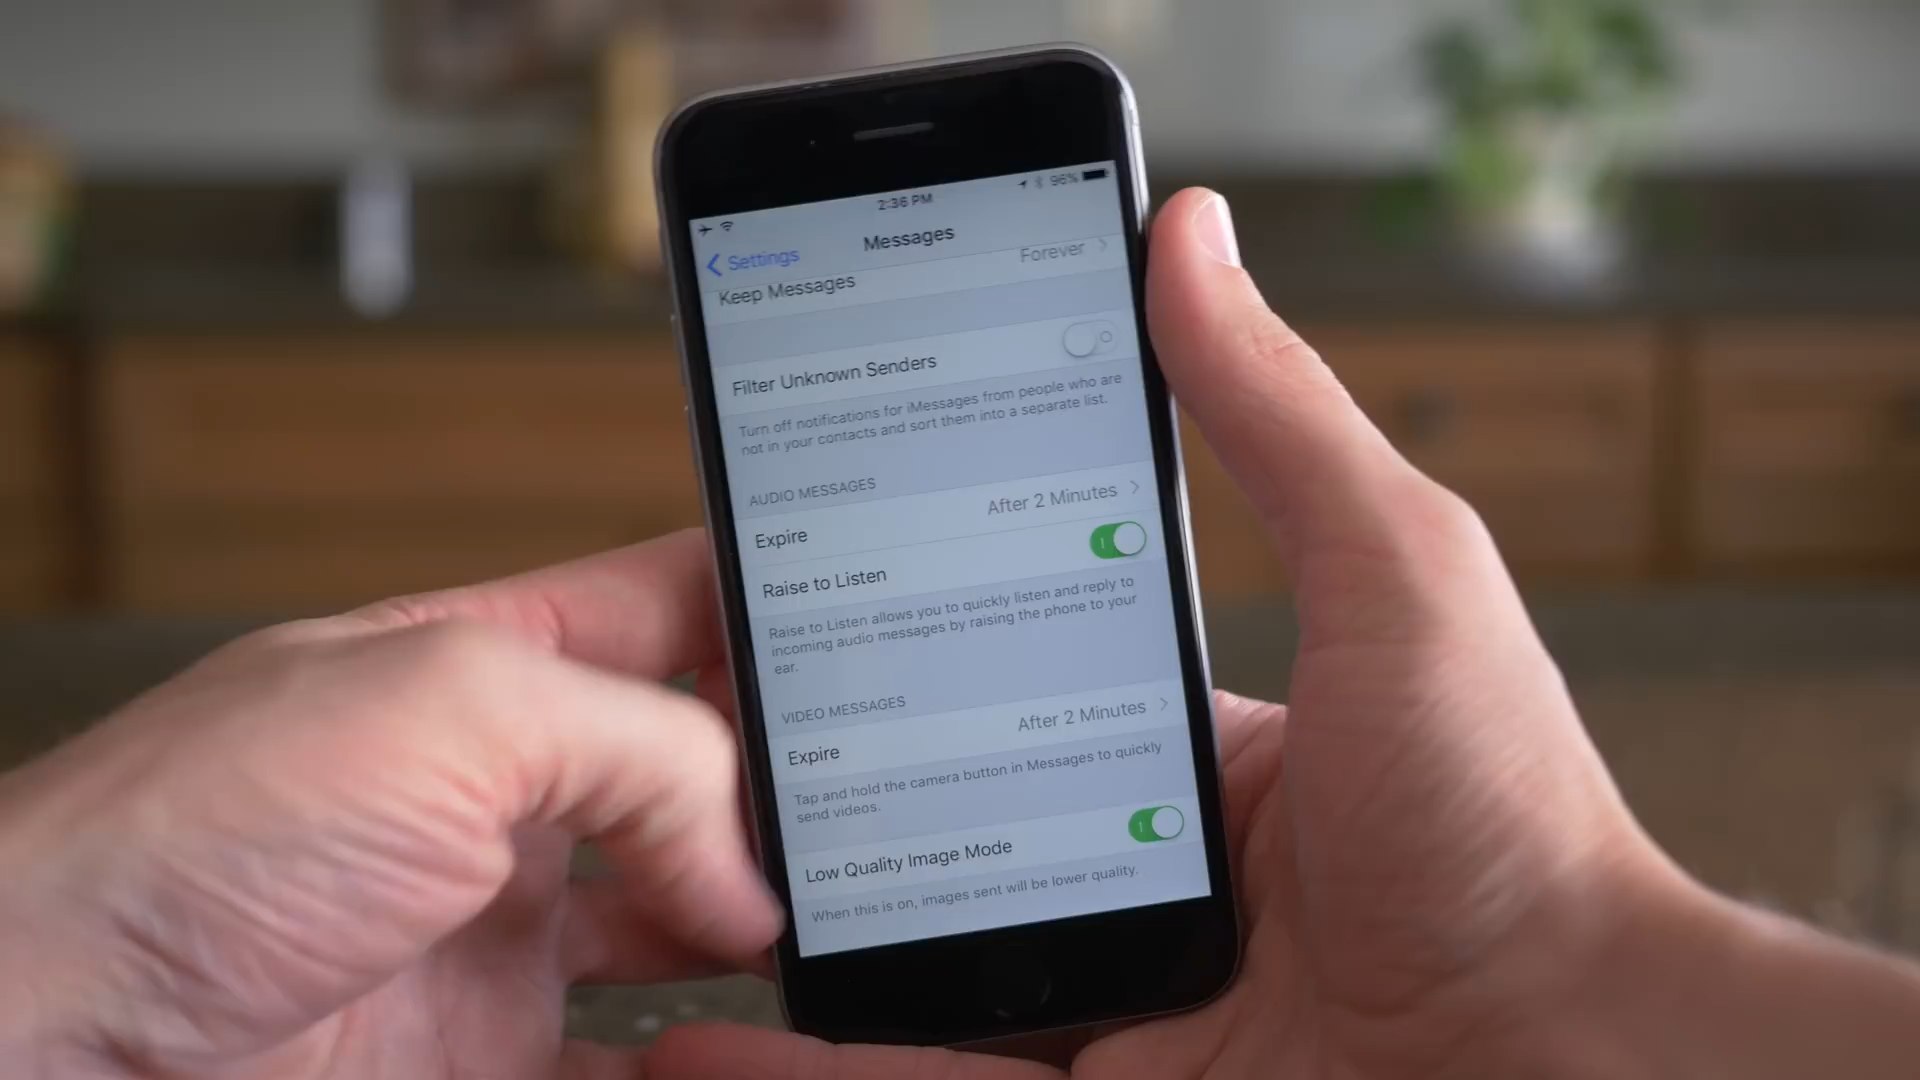 2:36 PM
96%
Settings
Messages
Keep Messages
Forever
Filter Unknown Senders
Turn off notifications for iMessages from people who are
not in your contacts and sort them into a separate list.
AUDIO MESSAGES
Expire
After 2 Minutes
Raise to Listen
Raise to Listen allows you to quickly listen and reply to
incoming audio messages by raising the phone to your
ear.
VIDEO MESSAGES
Expire
After 2 Minutes
Tap and hold the camera button in Messages to quickly
send videos.
Low Quality Image Mode
When this is on, images sent will be lower quality.